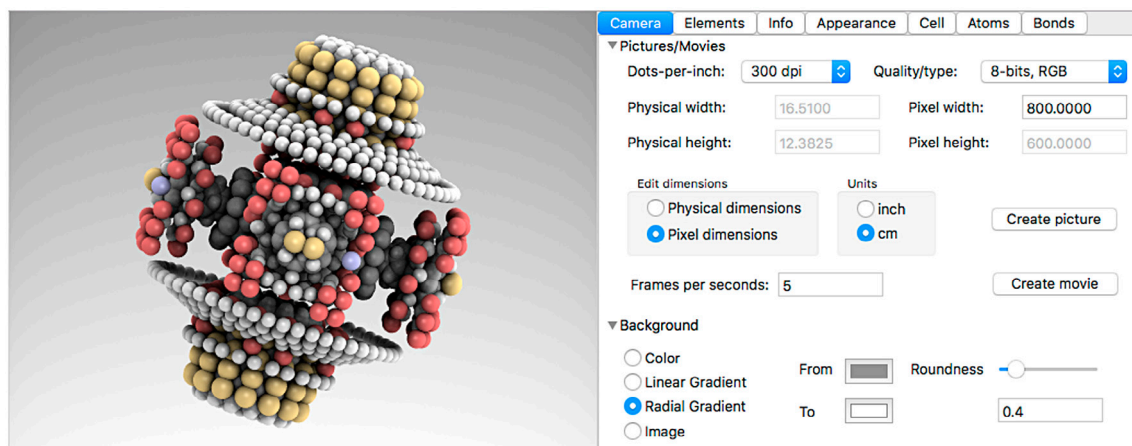 Camera Elements Info Appearance Cell Atoms Bonds
Pictures/Movies
Dots-per-inch: 300 dpi Quality/type: 8-bits, RGB
Physical width: 16.5100 Pixel width: 800.0000
Physical height: 12.3825 Pixel height: 600.0000
Edit dimensions Units
Physical dimensions inch
Pixel dimensions cm
Create picture
Frames per seconds: 5 Create movie
Background
Color
From Roundness
Linear Gradient
Radial Gradient To 0.4
Image